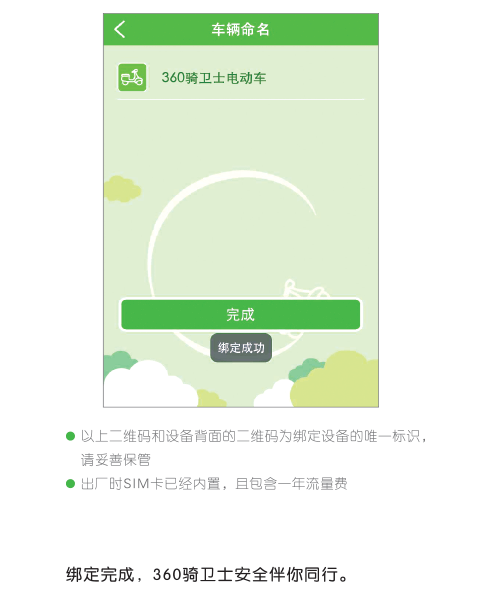 车辆命名
360骑卫士电动车
完成
绑定成功
以上二维码和设备背面的二维码为绑定设备的唯一标识，
请妥善保管
出厂时SIM卡已经内置，且包含一年流量费
绑定完成，360骑卫士安全伴你同行。